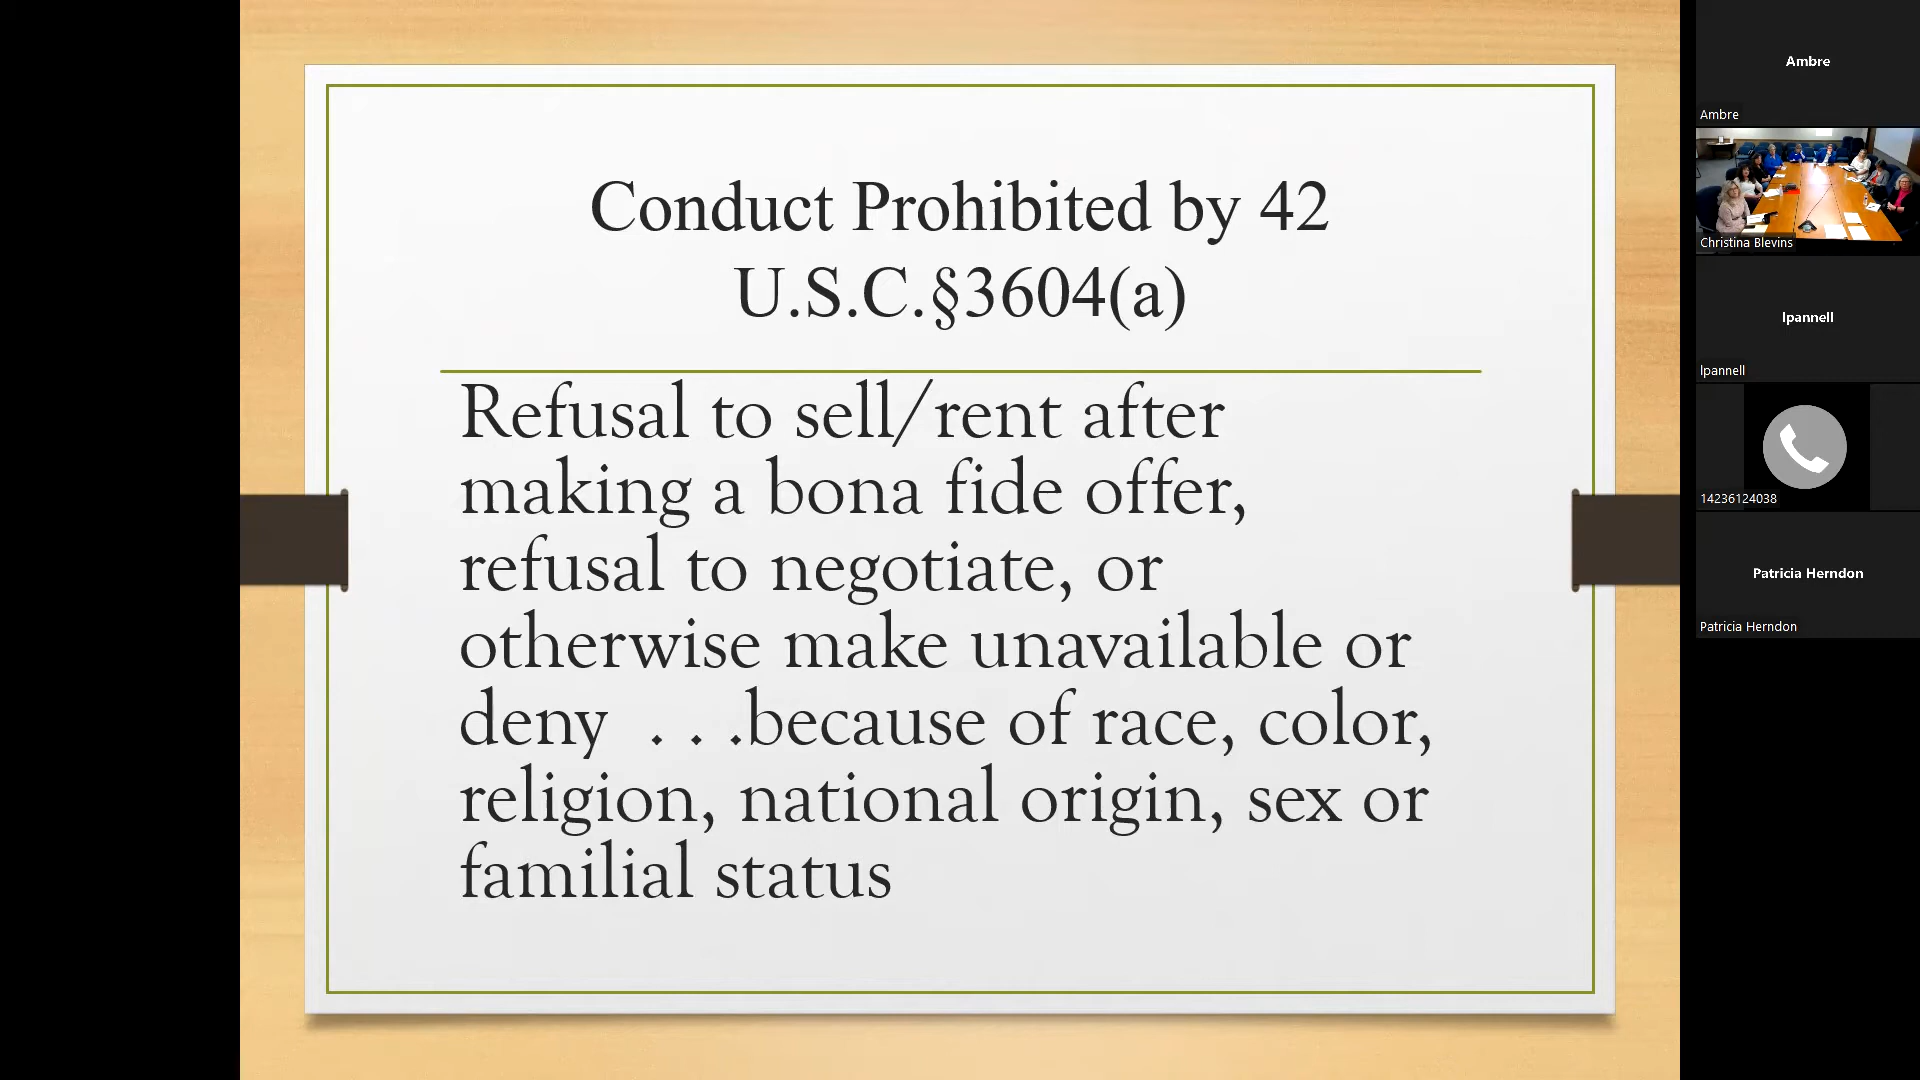 Conduct Prohibited by 42
U.S.C.§3604(a)
Refusal to sell/rent after
making a bona fide offer,
refusal to negotiate, or
otherwise make unavailable or
deny  . . .because of race, color,
religion, national origin, sex or
familial status
Ambre
Ambre
Christina Blevins
lpannell
lpannell
14236124038
Patricia Herndon
Patricia Herndon